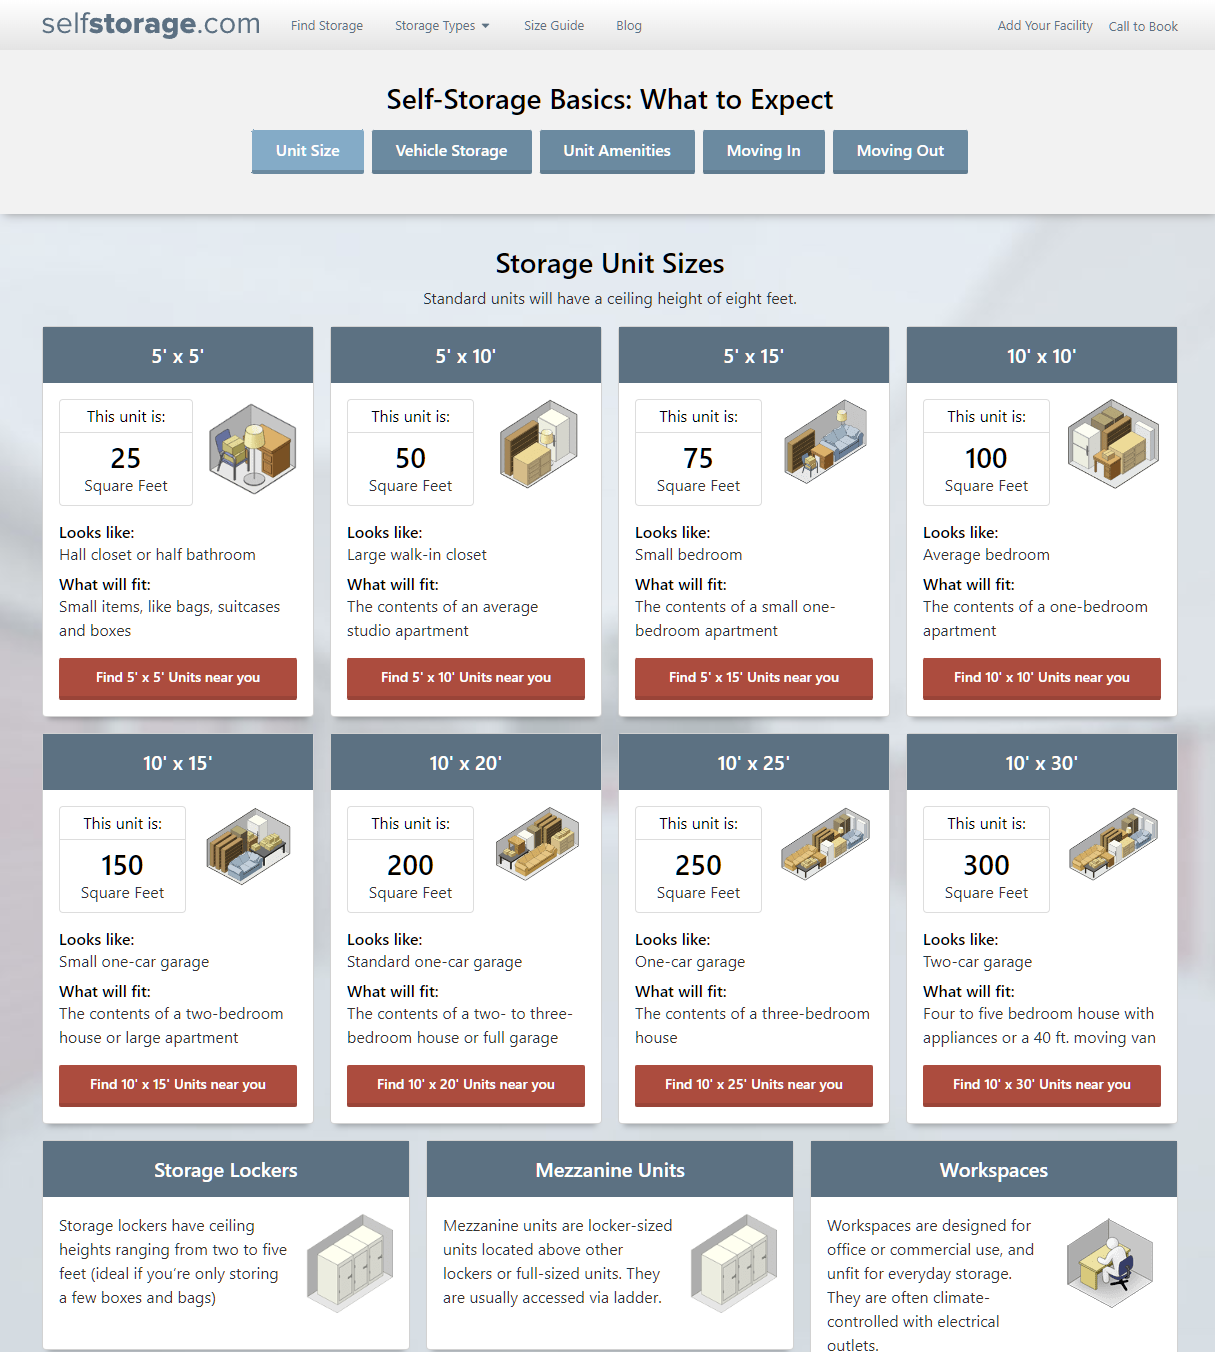 selfstorage.com
Find Storage
Storage Types
Size Guide
Blog
Add Your Facility
Call to Book
Self-Storage Basics: What to Expect
Unit Size
Vehicle Storage
Unit Amenities
Moving In
Moving Out
Storage Unit Sizes
Standard units will have a ceiling height of eight feet.
5' x 5'
This unit is:
25
Square Feet
Looks like:
Hall closet or half bathroom
What will fit:
Small items, like bags, suitcases
and boxes
Find 5' x 5' Units near you
5' x 10'
This unit is:
50
Square Feet
Looks like:
Large walk-in closet
What will fit:
The contents of an average
studio apartment
Find 5' x 10' Units near you
5' x 15'
This unit is:
75
Square Feet
Looks like:
Small bedroom
What will fit:
The contents of a small one-
bedroom apartment
Find 5' x 15' Units near you
10' x 10'
This unit is:
100
Square Feet
Looks like:
Average bedroom
What will fit:
The contents of a one-bedroom
apartment
Find 10' x 10' Units near you
10' x 15'
This unit is:
150
Square Feet
Looks like:
Small one-car garage
What will fit:
The contents of a two-bedroom
house or large apartment
Find 10' x 15' Units near you
10' x 20'
This unit is:
200
Square Feet
Looks like:
Standard one-car garage
What will fit:
The contents of a two- to three-
bedroom house or full garage
Find 10' x 20' Units near you
10' x 25'
This unit is:
250
Square Feet
Looks like:
One-car garage
What will fit:
The contents of a three-bedroom
house
Find 10' x 25' Units near you
10' x 30'
This unit is:
300
Square Feet
Looks like:
Two-car garage
What will fit:
Four to five bedroom house with
appliances or a 40 ft. moving van
Find 10' x 30' Units near you
Storage Lockers
Storage lockers have ceiling
heights ranging from two to five
feet (ideal if you're only storing
a few boxes and bags)
Mezzanine Units
Mezzanine units are locker-sized
units located above other
lockers or full-sized units. They
are usually accessed via ladder.
Workspaces
Workspaces are designed for
office or commercial use, and
unfit for everyday storage.
They are often climate-
controlled with electrical
outlets.